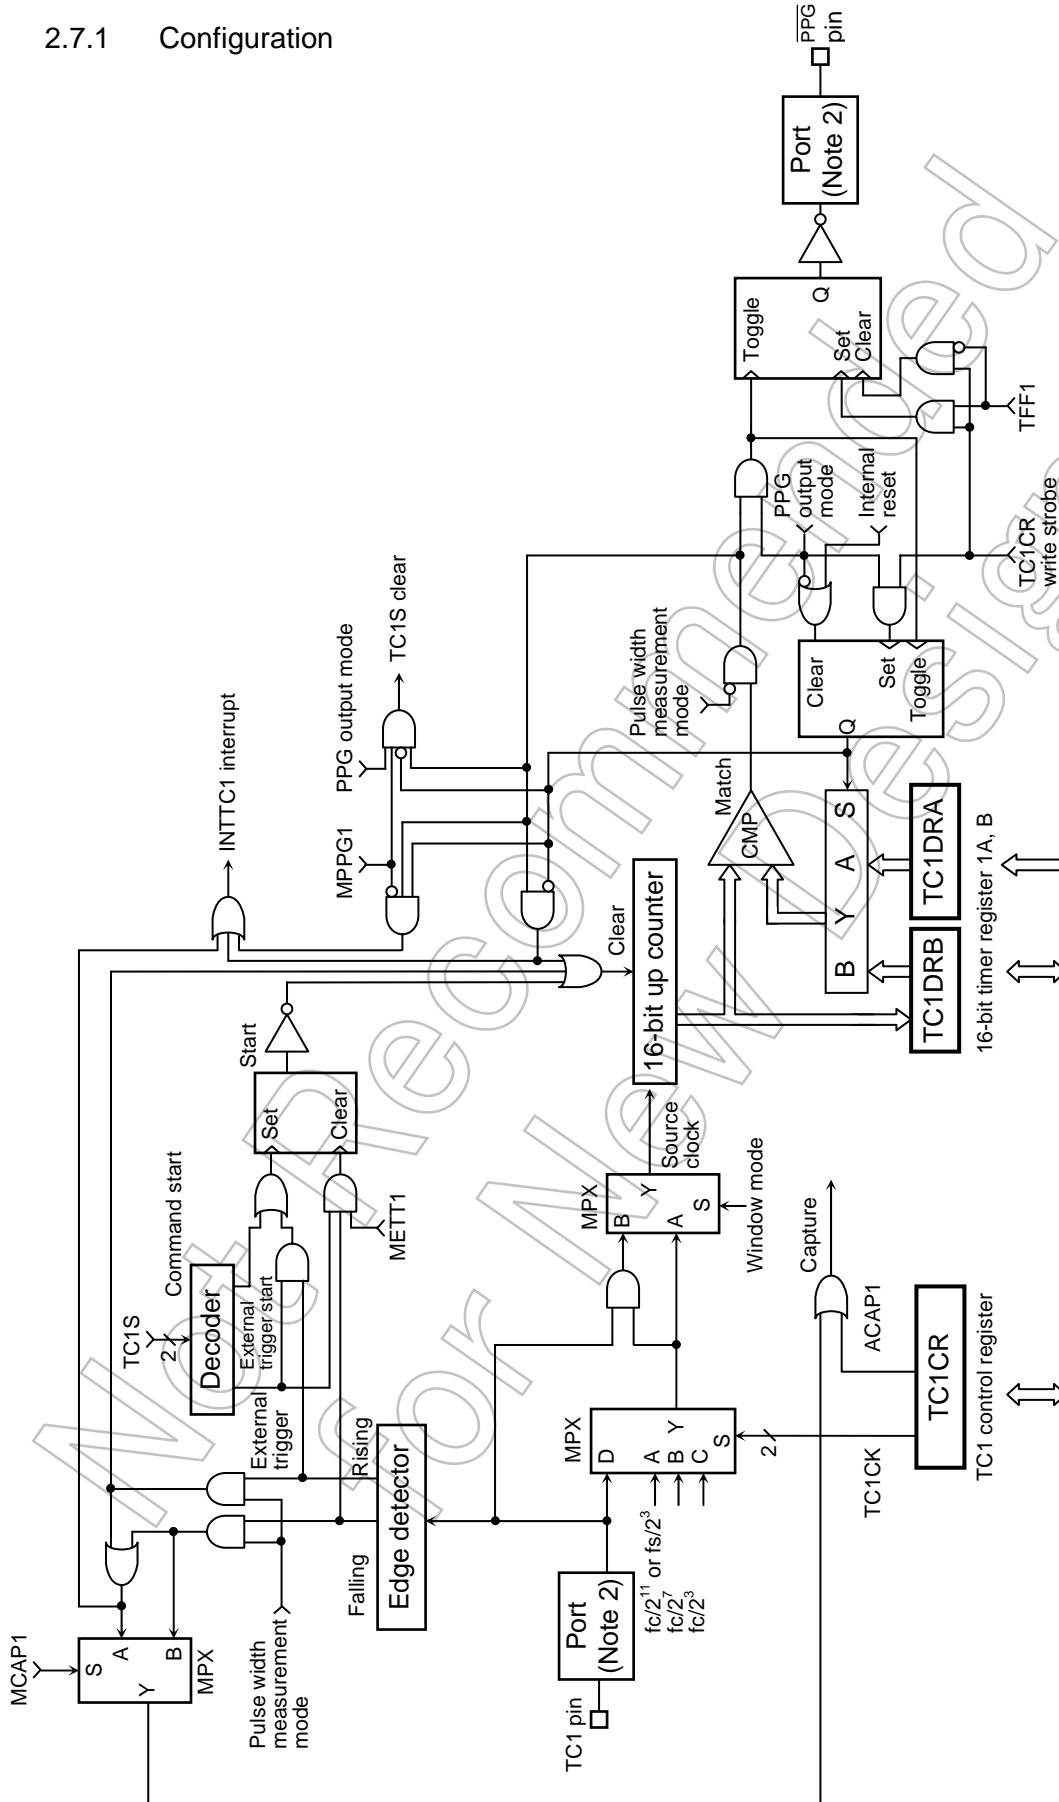 2.7.1 Configuration
MCAP1
S
A
B
Y
MPX
Pulse width
measurement
mode
TC1S
2
Decoder
Command start
External
trigger start
External
trigger
METT1
Set
Clear
Start
Falling
Rising
Edge detector
INTTC1 interrupt
MPPG1
PPG output mode
TC1S clear
TC1 pin
Port
(Note 2)
fc/2^11 or fs/2^3
fc/2^7
fc/2^3
MPX
D
A
B
C
Y
S
2
MPX
B
A
Y
S
Window mode
Source
clock
16-bit up counter
Clear
CMP
Match
Pulse width
measurement
mode
B
Y
A
S
TC1DRB
TC1DRA
16-bit timer register 1A, B
Q
Clear
Set
Toggle
PPG
output
mode
Internal
reset
Toggle
Set
Clear
Q
Port
(Note 2)
PPG
pin
TFF1
TC1CR
write strobe
Capture
ACAP1
TC1CK
TC1CR
TC1 control register
Not Recommended
for New Design